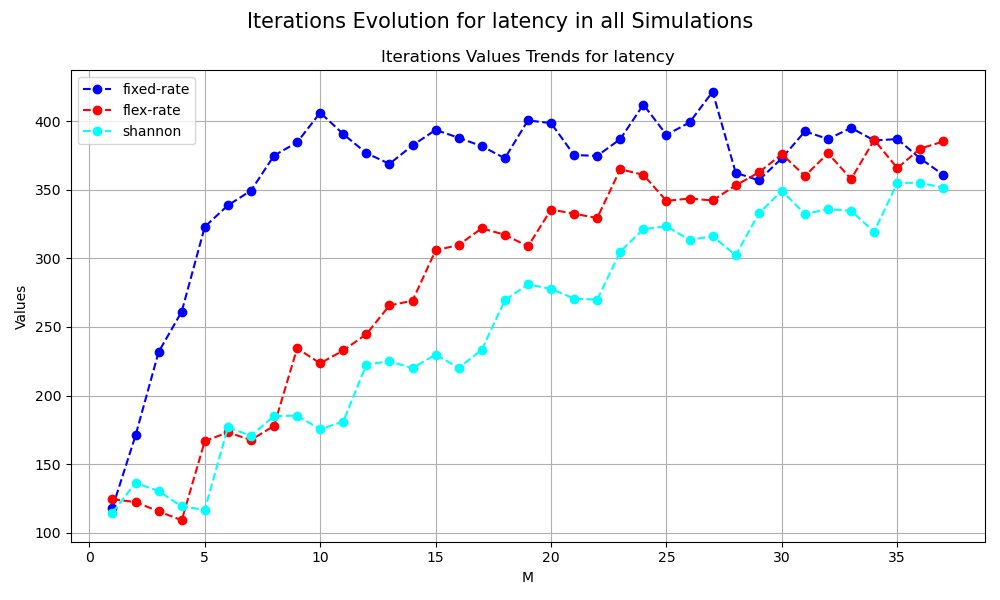 Iterations Evolution for latency in all Simulations
Iterations Values Trends for latency
fixed-rate
flex-rate
shannon
Values
400
350
300
250
200
150
100
0 5 10 15 20 25 30 35
M